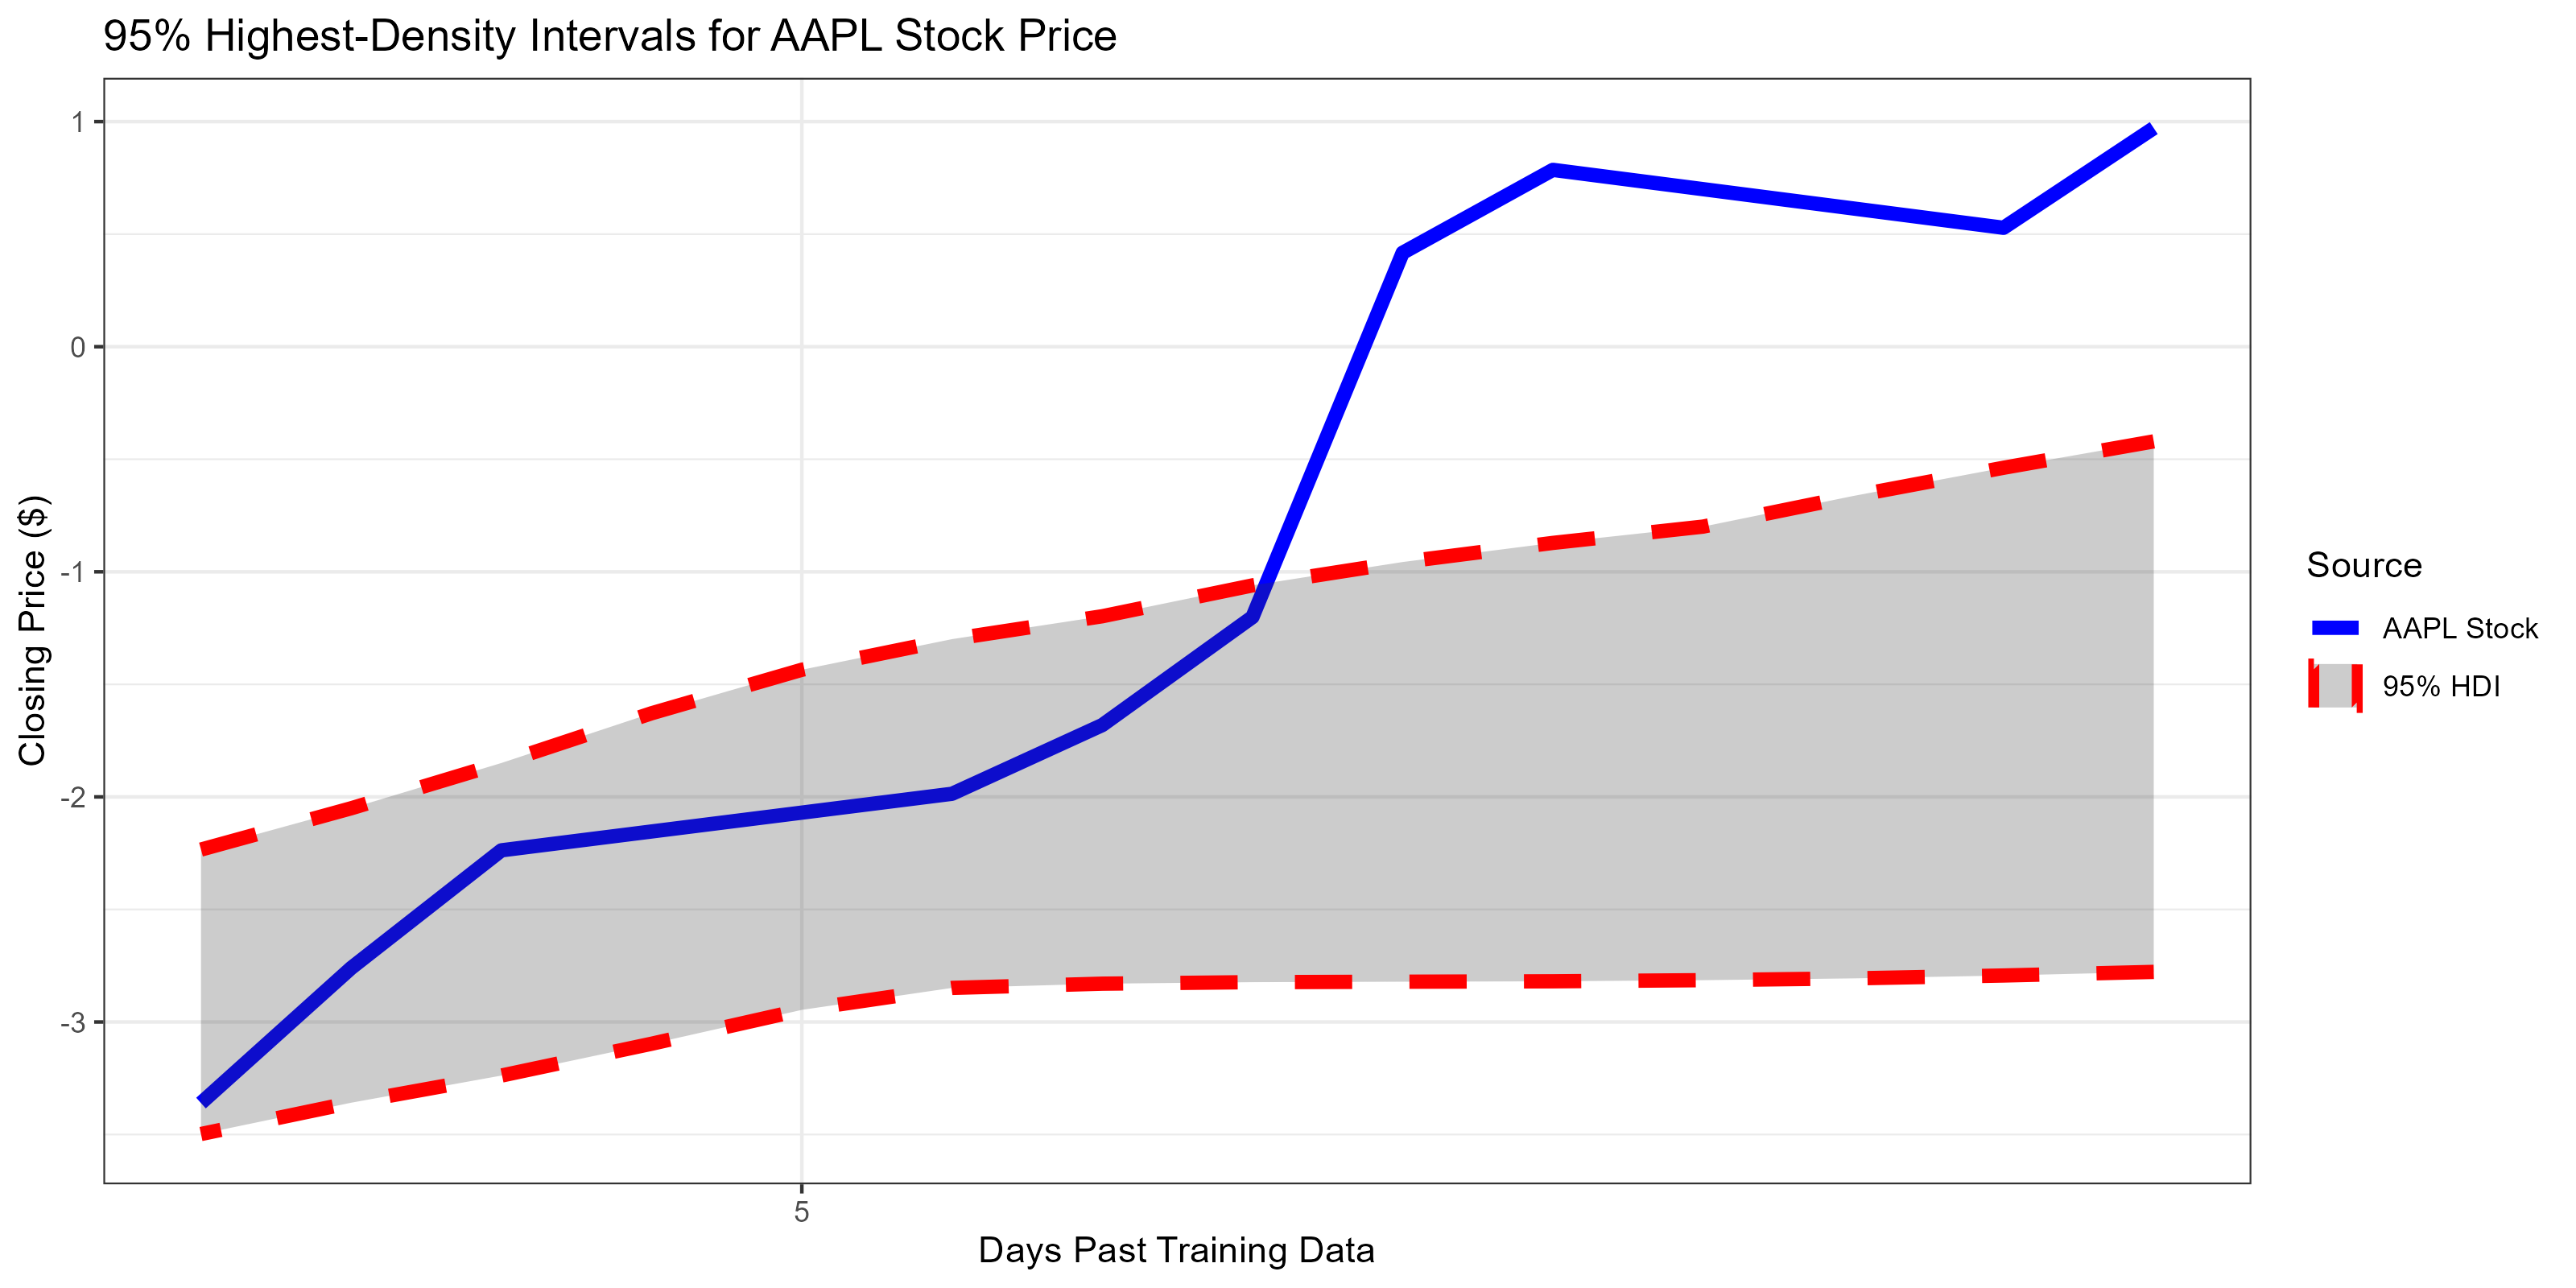 95% Highest-Density Intervals for AAPL Stock Price
Closing Price ($)
1
0
-1
-2
-3
5
Days Past Training Data
Source
AAPL Stock
95% HDI